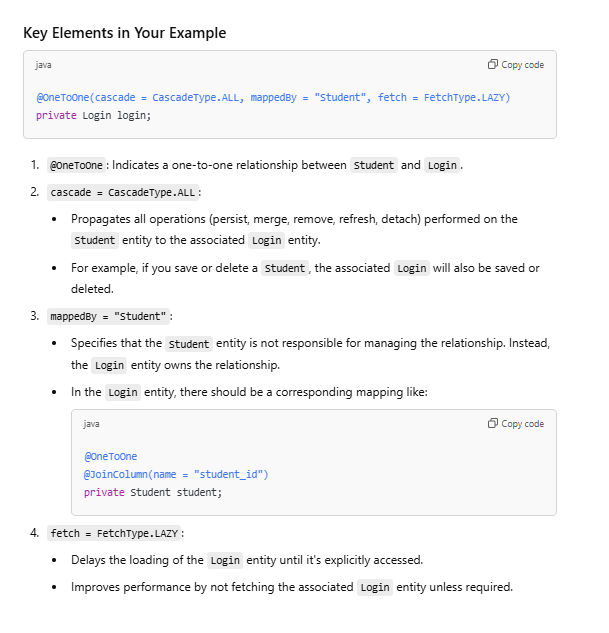 Key Elements in Your Example
java
Copy code
@OneToOne(cascade = CascadeType.ALL, mappedBy = "Student", fetch = FetchType.LAZY)
private Login login;
1. @OneToOne: Indicates a one-to-one relationship between Student and Login.
2. cascade = CascadeType.ALL:
• Propagates all operations (persist, merge, remove, refresh, detach) performed on the
Student entity to the associated Login entity.
• For example, if you save or delete a Student, the associated Login will also be saved or
deleted.
3. mappedBy = "Student":
• Specifies that the Student entity is not responsible for managing the relationship. Instead,
the Login entity owns the relationship.
• In the Login entity, there should be a corresponding mapping like:
java
Copy code
@OneToOne
@JoinColumn(name = "student_id")
private Student student;
4. fetch = FetchType.LAZY:
• Delays the loading of the Login entity until it's explicitly accessed.
• Improves performance by not fetching the associated Login entity unless required.